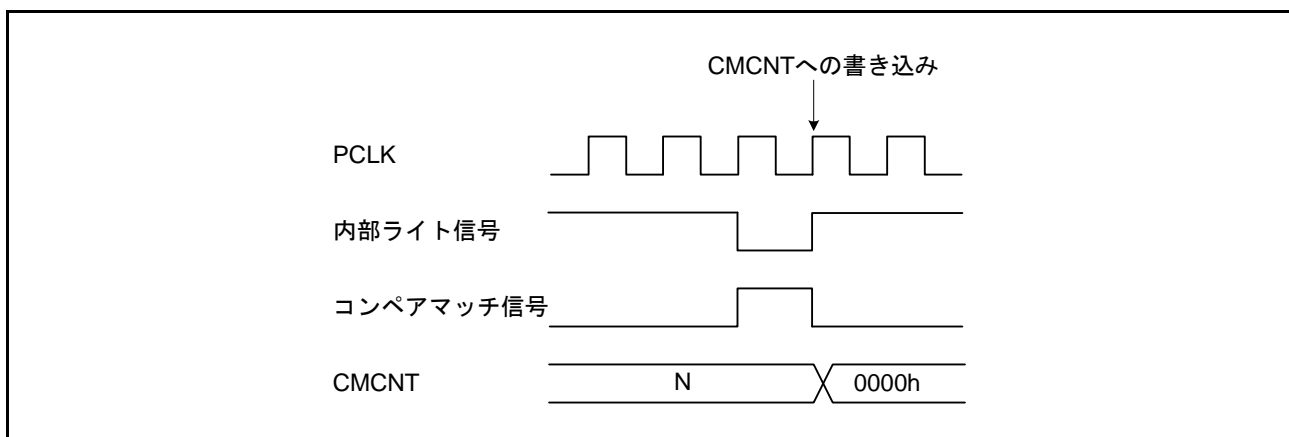 CMCNTへの書き込み
PCLK
内部ライト信号
コンペアマッチ信号
CMCNT
N
0000h